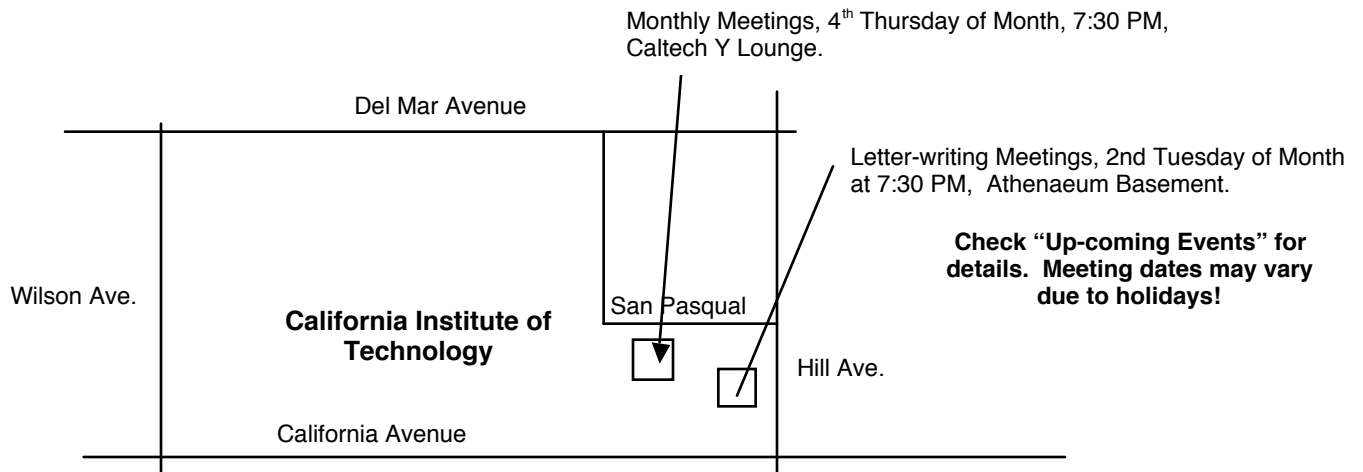 Monthly Meetings, 4th Thursday of Month, 7:30 PM,
Caltech Y Lounge.
Del Mar Avenue
Letter-writing Meetings, 2nd Tuesday of Month
at 7:30 PM,  Athenaeum Basement.
Check “Up-coming Events” for
details.  Meeting dates may vary
due to holidays!
Wilson Ave.
San Pasqual
California Institute of
Technology
Hill Ave.
California Avenue